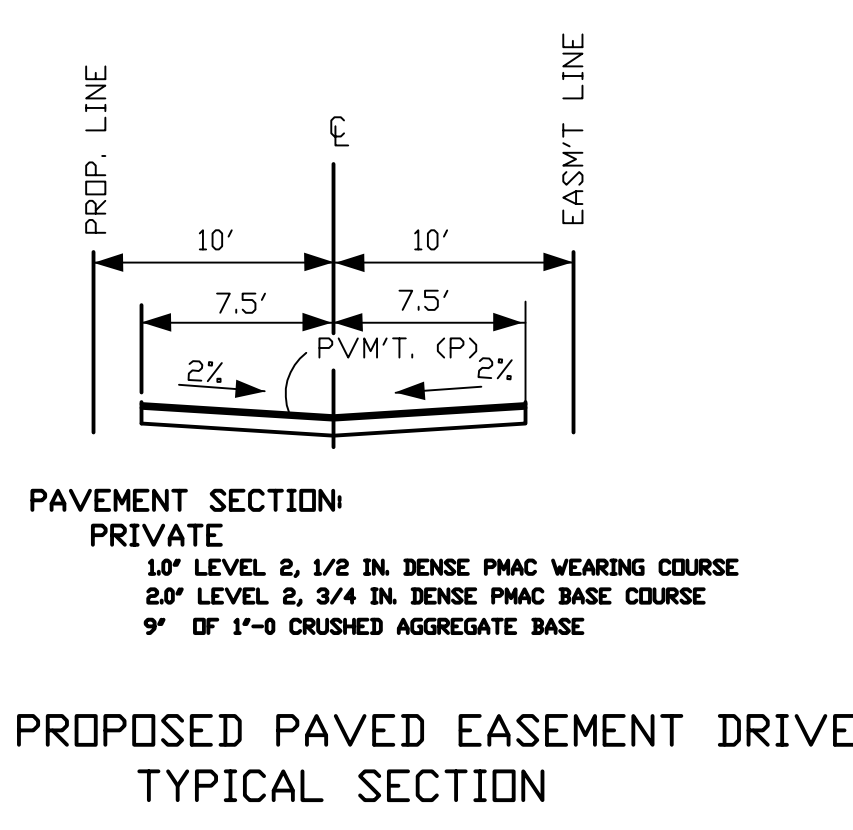 PROP. LINE
EASM'T LINE
℄
10'
10'
7.5'
7.5'
PVM'T. (P)
2%
2%
PAVEMENT SECTION:
PRIVATE
1.0" LEVEL 2, 1/2 IN. DENSE PMAC WEARING COURSE
2.0" LEVEL 2, 3/4 IN. DENSE PMAC BASE COURSE
9" OF 1"-0 CRUSHED AGGREGATE BASE
PROPOSED PAVED EASEMENT DRIVE
TYPICAL SECTION